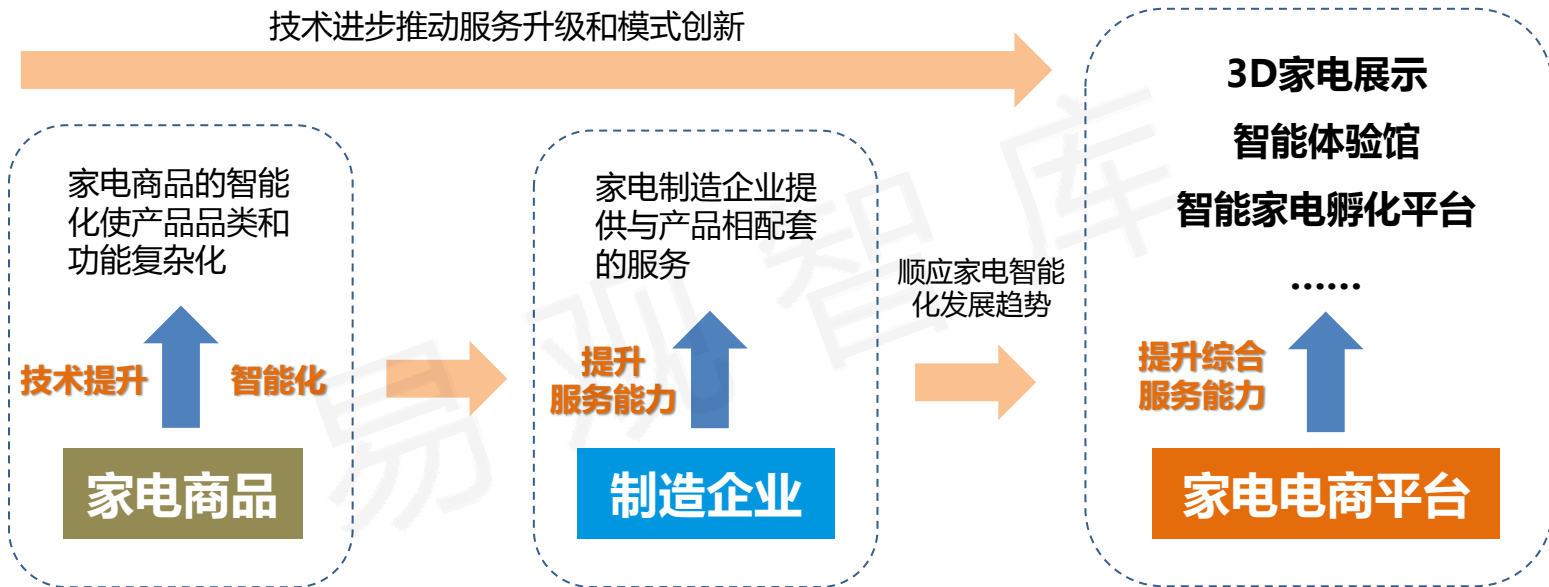 技术进步推动服务升级和模式创新
家电商品的智能
化使产品品类和
功能复杂化
技术提升
智能化
家电商品
家电制造企业提
供与产品相配套
的服务
提升
服务能力
制造企业
顺应家电智能
化发展趋势
3D家电展示
智能体验馆
智能家电孵化平台
......
提升综合
服务能力
家电电商平台
易观智库